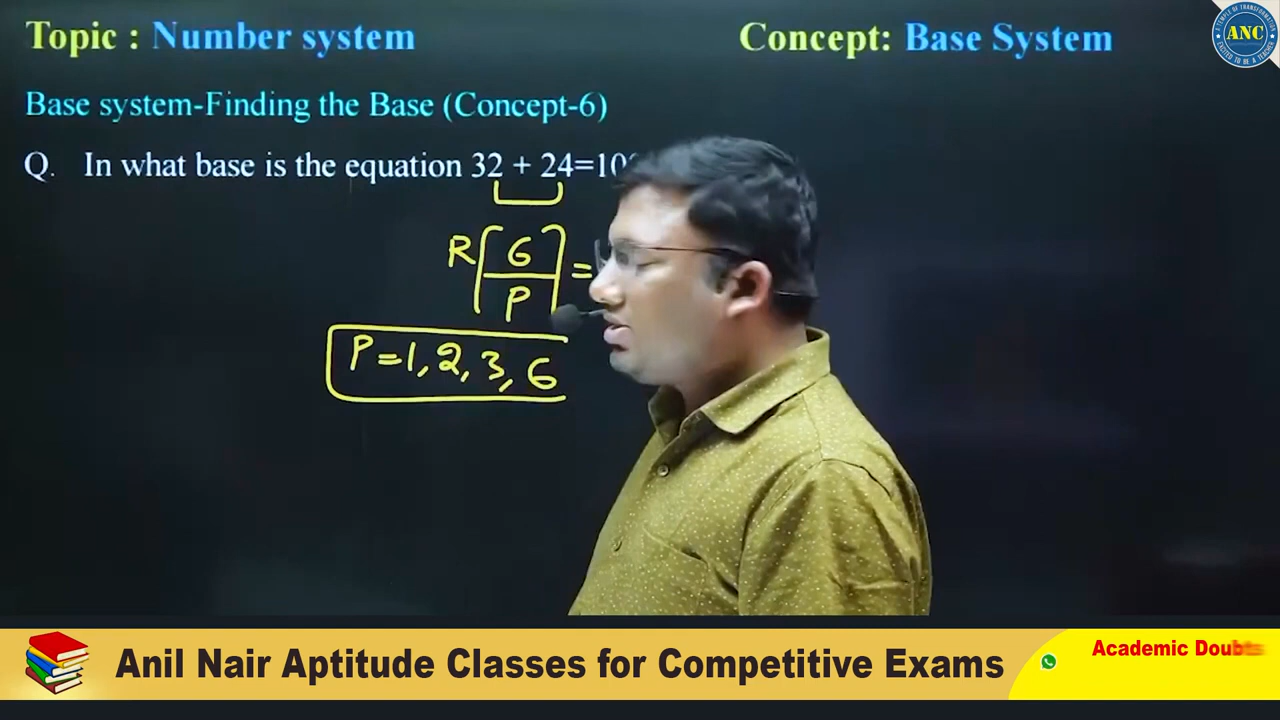 Topic : Number system
Concept: Base System
ANC
Base system-Finding the Base (Concept-6)
Q. In what base is the equation 32 + 24=10
R[6/P] =
P=1, 2, 3, 6
Anil Nair Aptitude Classes for Competitive Exams
Academic Doubts